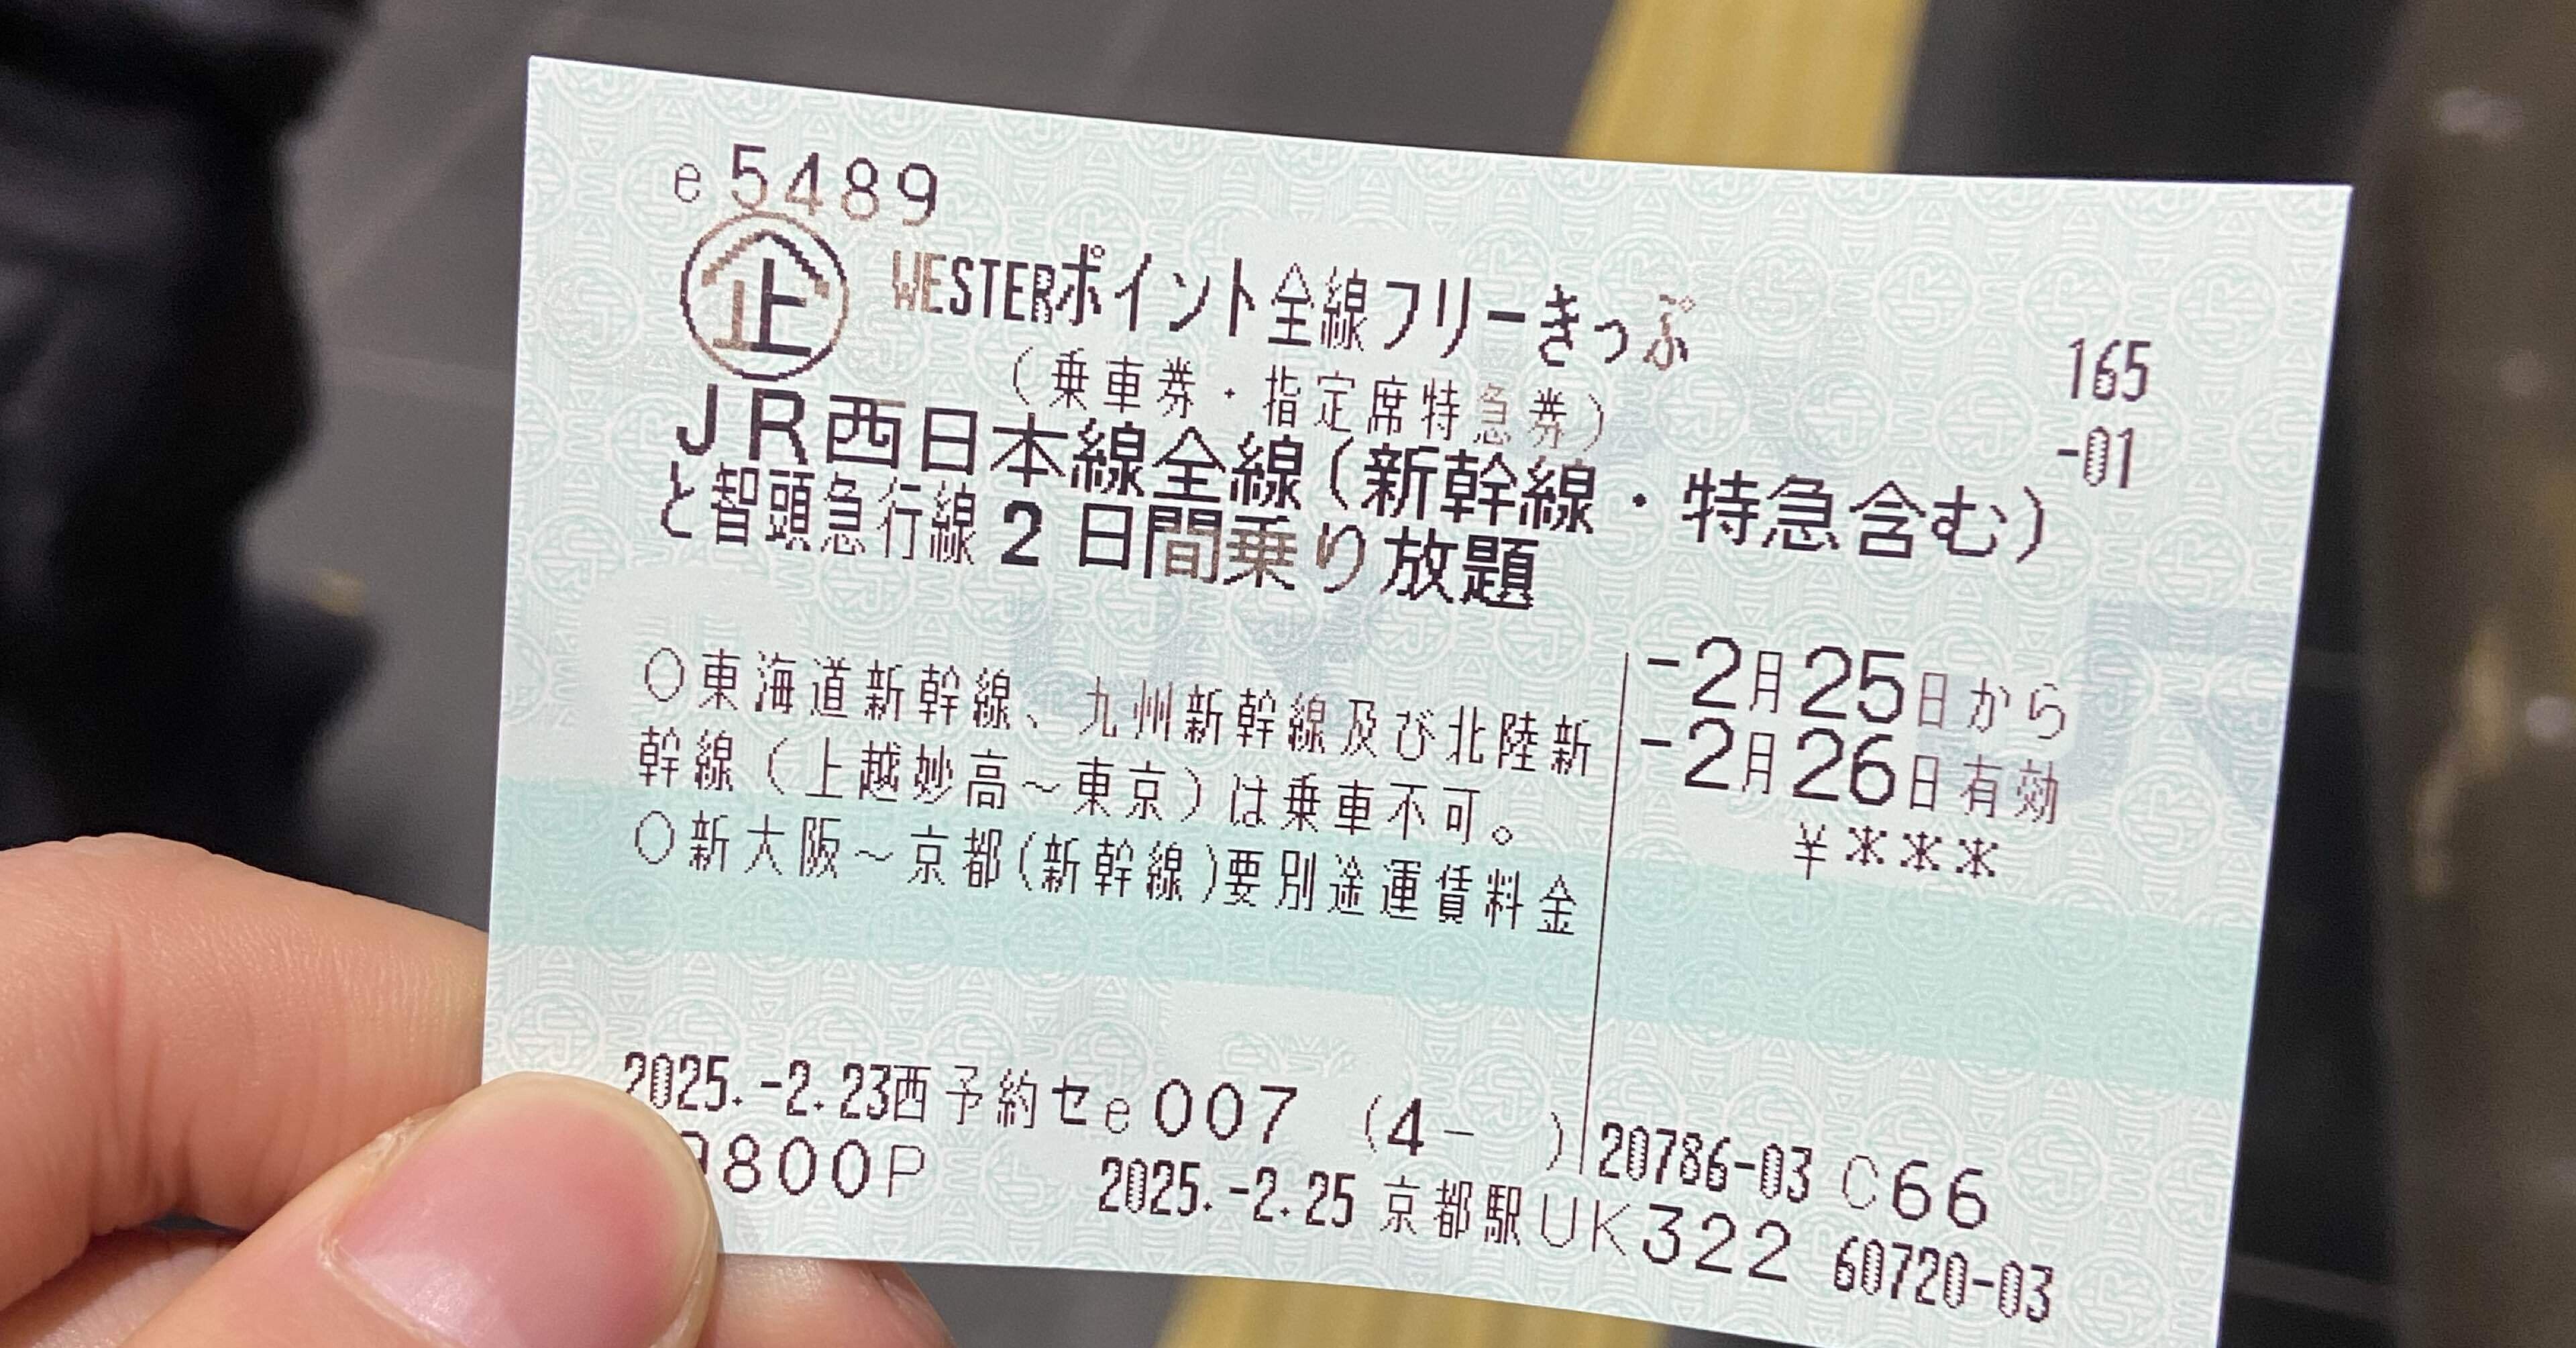 e5489
企 WESTERポイント全線フリーきっぷ
(乗車券・指定席特急券)
165
-01
JR西日本線全線(新幹線・特急含む)
と智頭急行線2日間乗り放題
○東海道新幹線、九州新幹線及び北陸新
幹線(上越妙高~東京)は乗車不可。
○新大阪~京都(新幹線)要別途運賃料金
-2月25日から
-2月26日有効
¥***
2025.-2.23西予約セe007 (4- ) 20786-03 C66
800P 2025.-2.25 京都駅UK322 60720-03